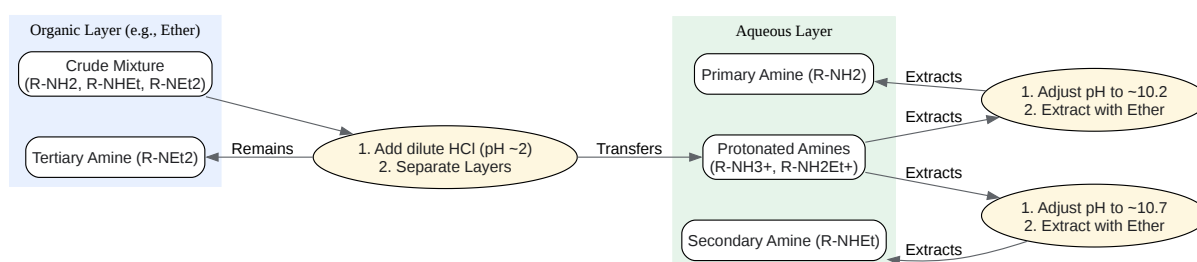 Organic Layer (e.g., Ether)
Crude Mixture
(R-NH2, R-NHEt, R-NEt2)
Tertiary Amine (R-NEt2)
Remains
1. Add dilute HCl (pH ~2)
2. Separate Layers
Transfers
Aqueous Layer
Primary Amine (R-NH2)
Protonated Amines
(R-NH3+, R-NH2Et+)
Secondary Amine (R-NHEt)
Extracts
Extracts
Extracts
Extracts
1. Adjust pH to ~10.2
2. Extract with Ether
1. Adjust pH to ~10.7
2. Extract with Ether